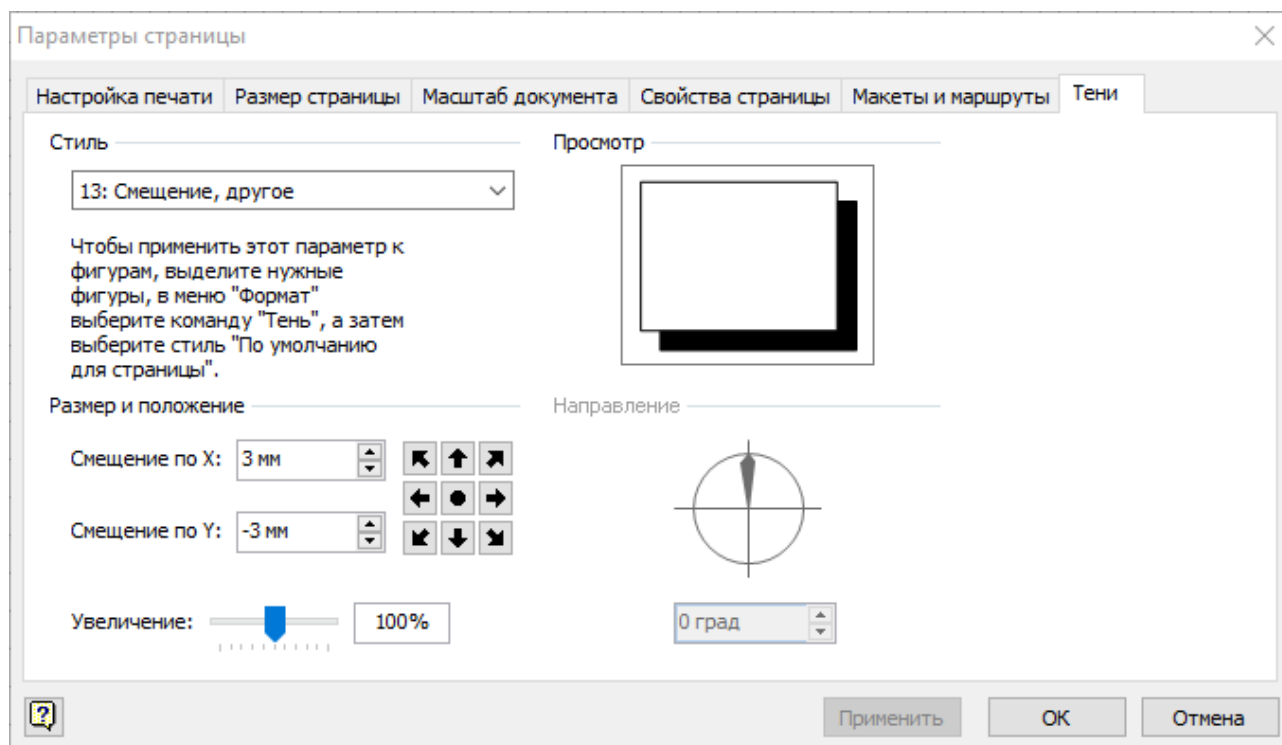 Параметры страницы
Настройка печати Размер страницы Масштаб документа Свойства страницы Макеты и маршруты Тени
Стиль
Просмотр
13: Смещение, другое
Чтобы применить этот параметр к
фигурам, выделите нужные
фигуры, в меню "Формат"
выберите команду "Тень", а затем
выберите стиль "По умолчанию
для страницы".
Размер и положение
Направление
Смещение по X: 3 мм
Смещение по Y: -3 мм
Увеличение: 100%
0 град
?
Применить ОК Отмена